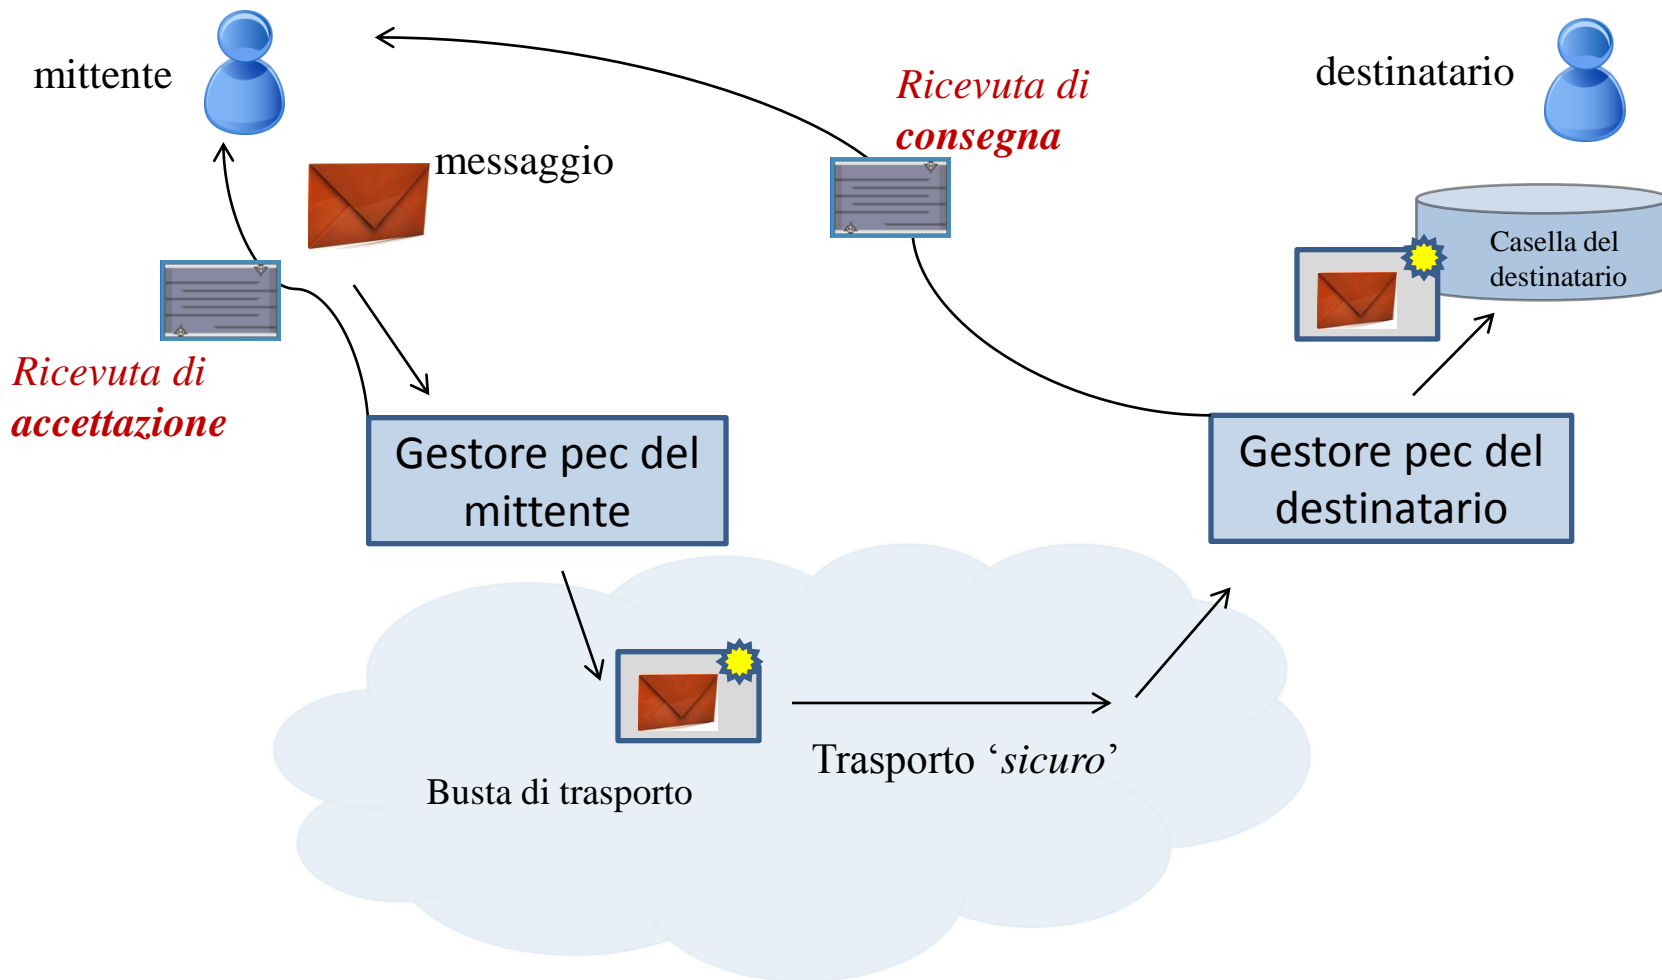 mittente
destinatario
Ricevuta di
consegna
messaggio
Casella del
destinatario
Ricevuta di
accettazione
Gestore pec del
mittente
Gestore pec del
destinatario
Trasporto ‘sicuro’
Busta di trasporto